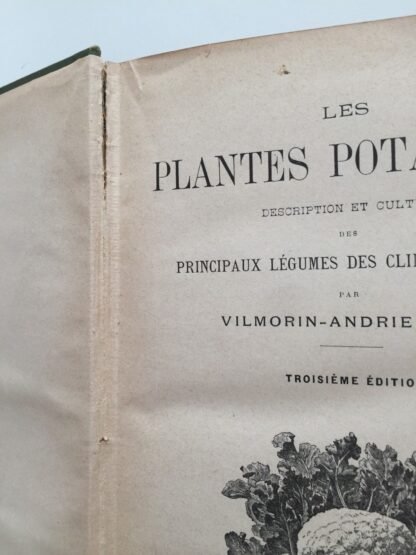 LES
PLANTES POTA
DESCRIPTION ET CULT
DES
PRINCIPAUX LÉGUMES DES CLI
PAR
VILMORIN-ANDRIE
TROISIÈME ÉDITIO